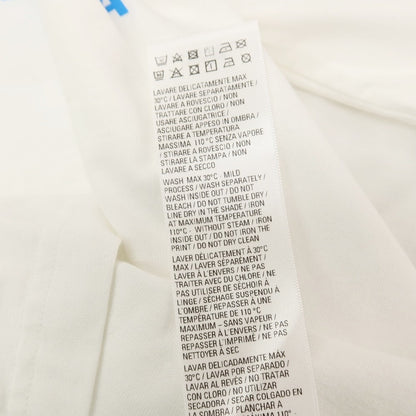 LAVARE DELICATAMENTE MAX
30°C / LAVARE SEPARATAMENTE /
LAVARE A ROVESCIO / NON
TRATTARE CON CLORO / NON
USARE ASCIUGATRICE /
ASCIUGARE APPESO IN OMBRA /
STIRARE A TEMPERATURA
MASSIMA 110 °C SENZA VAPORE
/ STIRARE A ROVESCIO / NON
STIRARE LA STAMPA / NON
LAVARE A SECCO
WASH MAX 30°C - MILD
PROCESS / WASH SEPARATELY /
WASH INSIDE OUT / DO NOT
BLEACH / DO NOT TUMBLE DRY /
LINE DRY IN THE SHADE / IRON
AT MAXIMUM TEMPERATURE
110°C - WITHOUT STEAM / IRON
INSIDE OUT / DO NOT IRON THE
PRINT / DO NOT DRY CLEAN
LAVER DÉLICATEMENT À 30°C
MAX / LAVER SÉPARÉMENT /
LAVER À L'ENVERS / NE PAS
TRAITER AVEC DU CHLORE / NE
PAS UTILISER DE SÉCHOIR À
LINGE / SÉCHAGE SUSPENDU À
L'OMBRE / REPASSER À UNE
TEMPÉRATURE DE 110 °C
MAXIMUM – SANS VAPEUR /
REPASSER À L'ENVERS / NE PAS
REPASSER L'IMPRIMÉ / NE PAS
NETTOYER À SEC
LAVAR DELICADAMENTE MÁX
30°C / LAVAR POR SEPARADO /
LAVAR AL REVÉS / NO TRATAR
CON CLORO / NO UTILIZAR
SECADORA / SECAR COLGADO EN
LA SOMBRA / PLANCHAR A